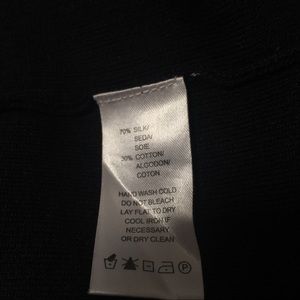 70% SILK/
SEDA/
SOIE
30% COTTON/
ALGODON/
COTON
HAND WASH COLD
DO NOT BLEACH
LAY FLAT TO DRY
COOL IRON IF
NECESSARY
OR DRY CLEAN
P